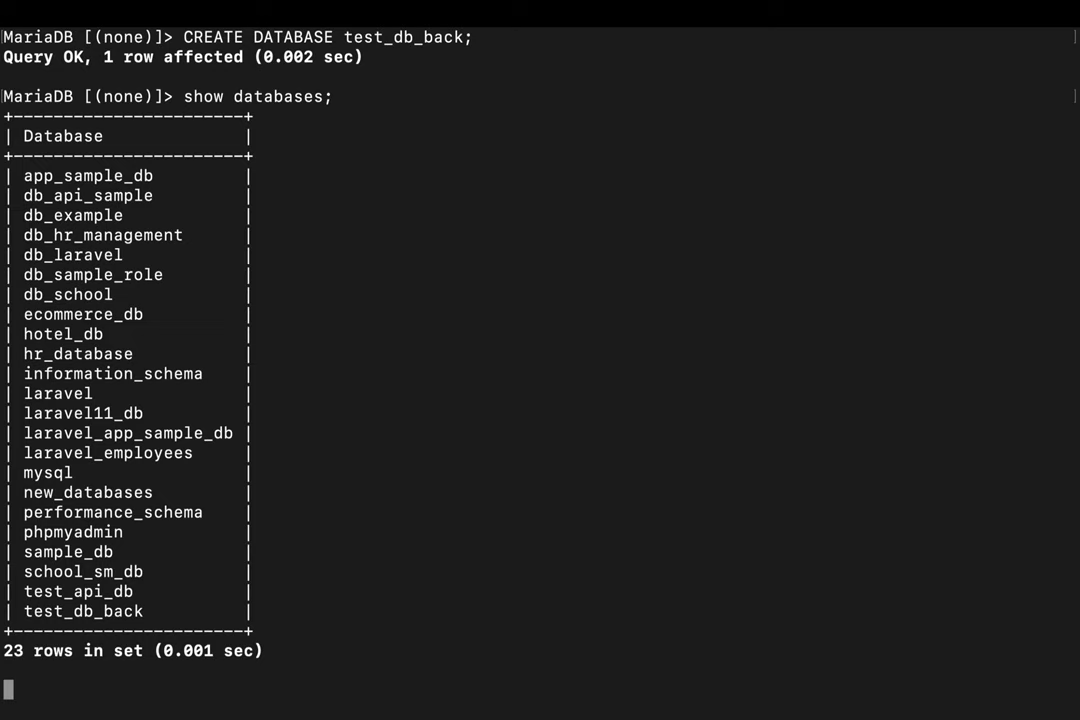 MariaDB [(none)]> CREATE DATABASE test_db_back;
Query OK, 1 row affected (0.002 sec)
MariaDB [(none)]> show databases;
+-----------------------+
| Database              |
+-----------------------+
| app_sample_db         |
| db_api_sample         |
| db_example            |
| db_hr_management      |
| db_laravel            |
| db_sample_role        |
| db_school             |
| ecommerce_db          |
| hotel_db              |
| hr_database           |
| information_schema    |
| laravel               |
| laravel11_db          |
| laravel_app_sample_db |
| laravel_employees     |
| mysql                 |
| new_databases         |
| performance_schema    |
| phpmyadmin            |
| sample_db             |
| school_sm_db          |
| test_api_db           |
| test_db_back          |
+-----------------------+
23 rows in set (0.001 sec)